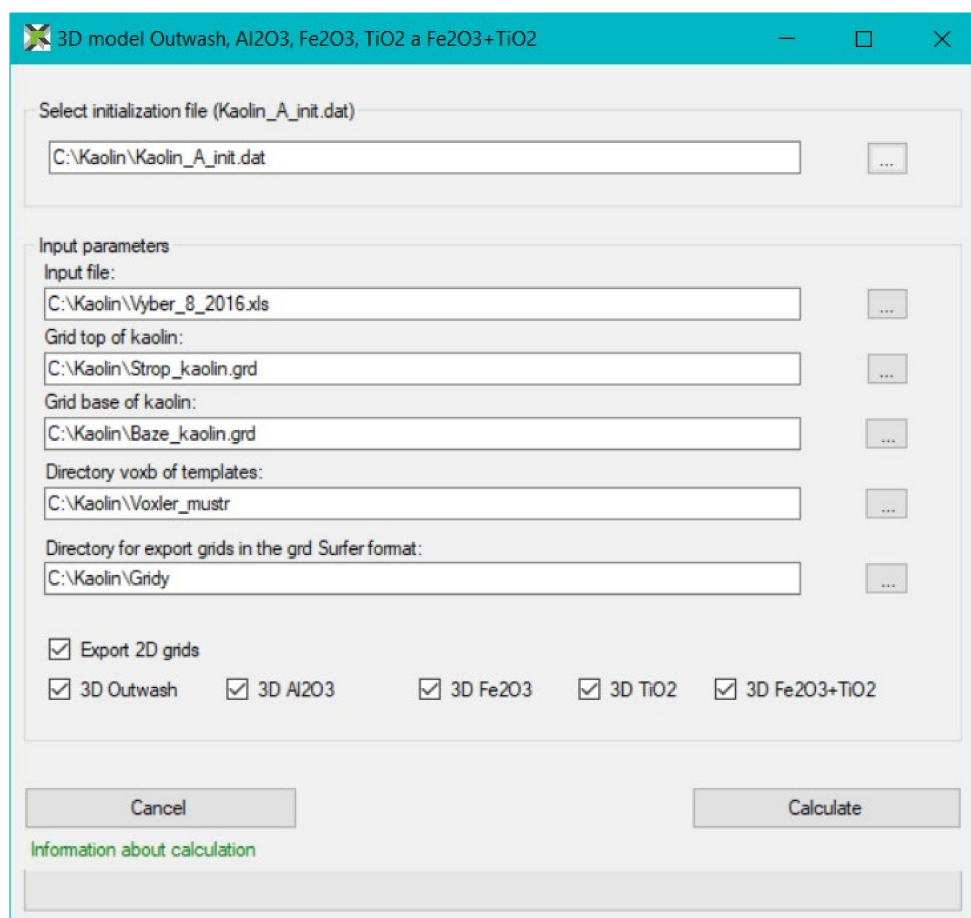 3D model Outwash, Al2O3, Fe2O3, TiO2 a Fe2O3+TiO2
Select initialization file (Kaolin_A_init.dat)
C:\Kaolin\Kaolin_A_init.dat
...
Input parameters
Input file:
C:\Kaolin\Vyber_8_2016.xls
...
Grid top of kaolin:
C:\Kaolin\Strop_kaolin.grd
...
Grid base of kaolin:
C:\Kaolin\Baze_kaolin.grd
...
Directory voxb of templates:
C:\Kaolin\Voxler_mustr
...
Directory for export grids in the grd Surfer format:
C:\Kaolin\Gridy
...
Export 2D grids
3D Outwash 3D Al2O3 3D Fe2O3 3D TiO2 3D Fe2O3+TiO2
Cancel Calculate
Information about calculation